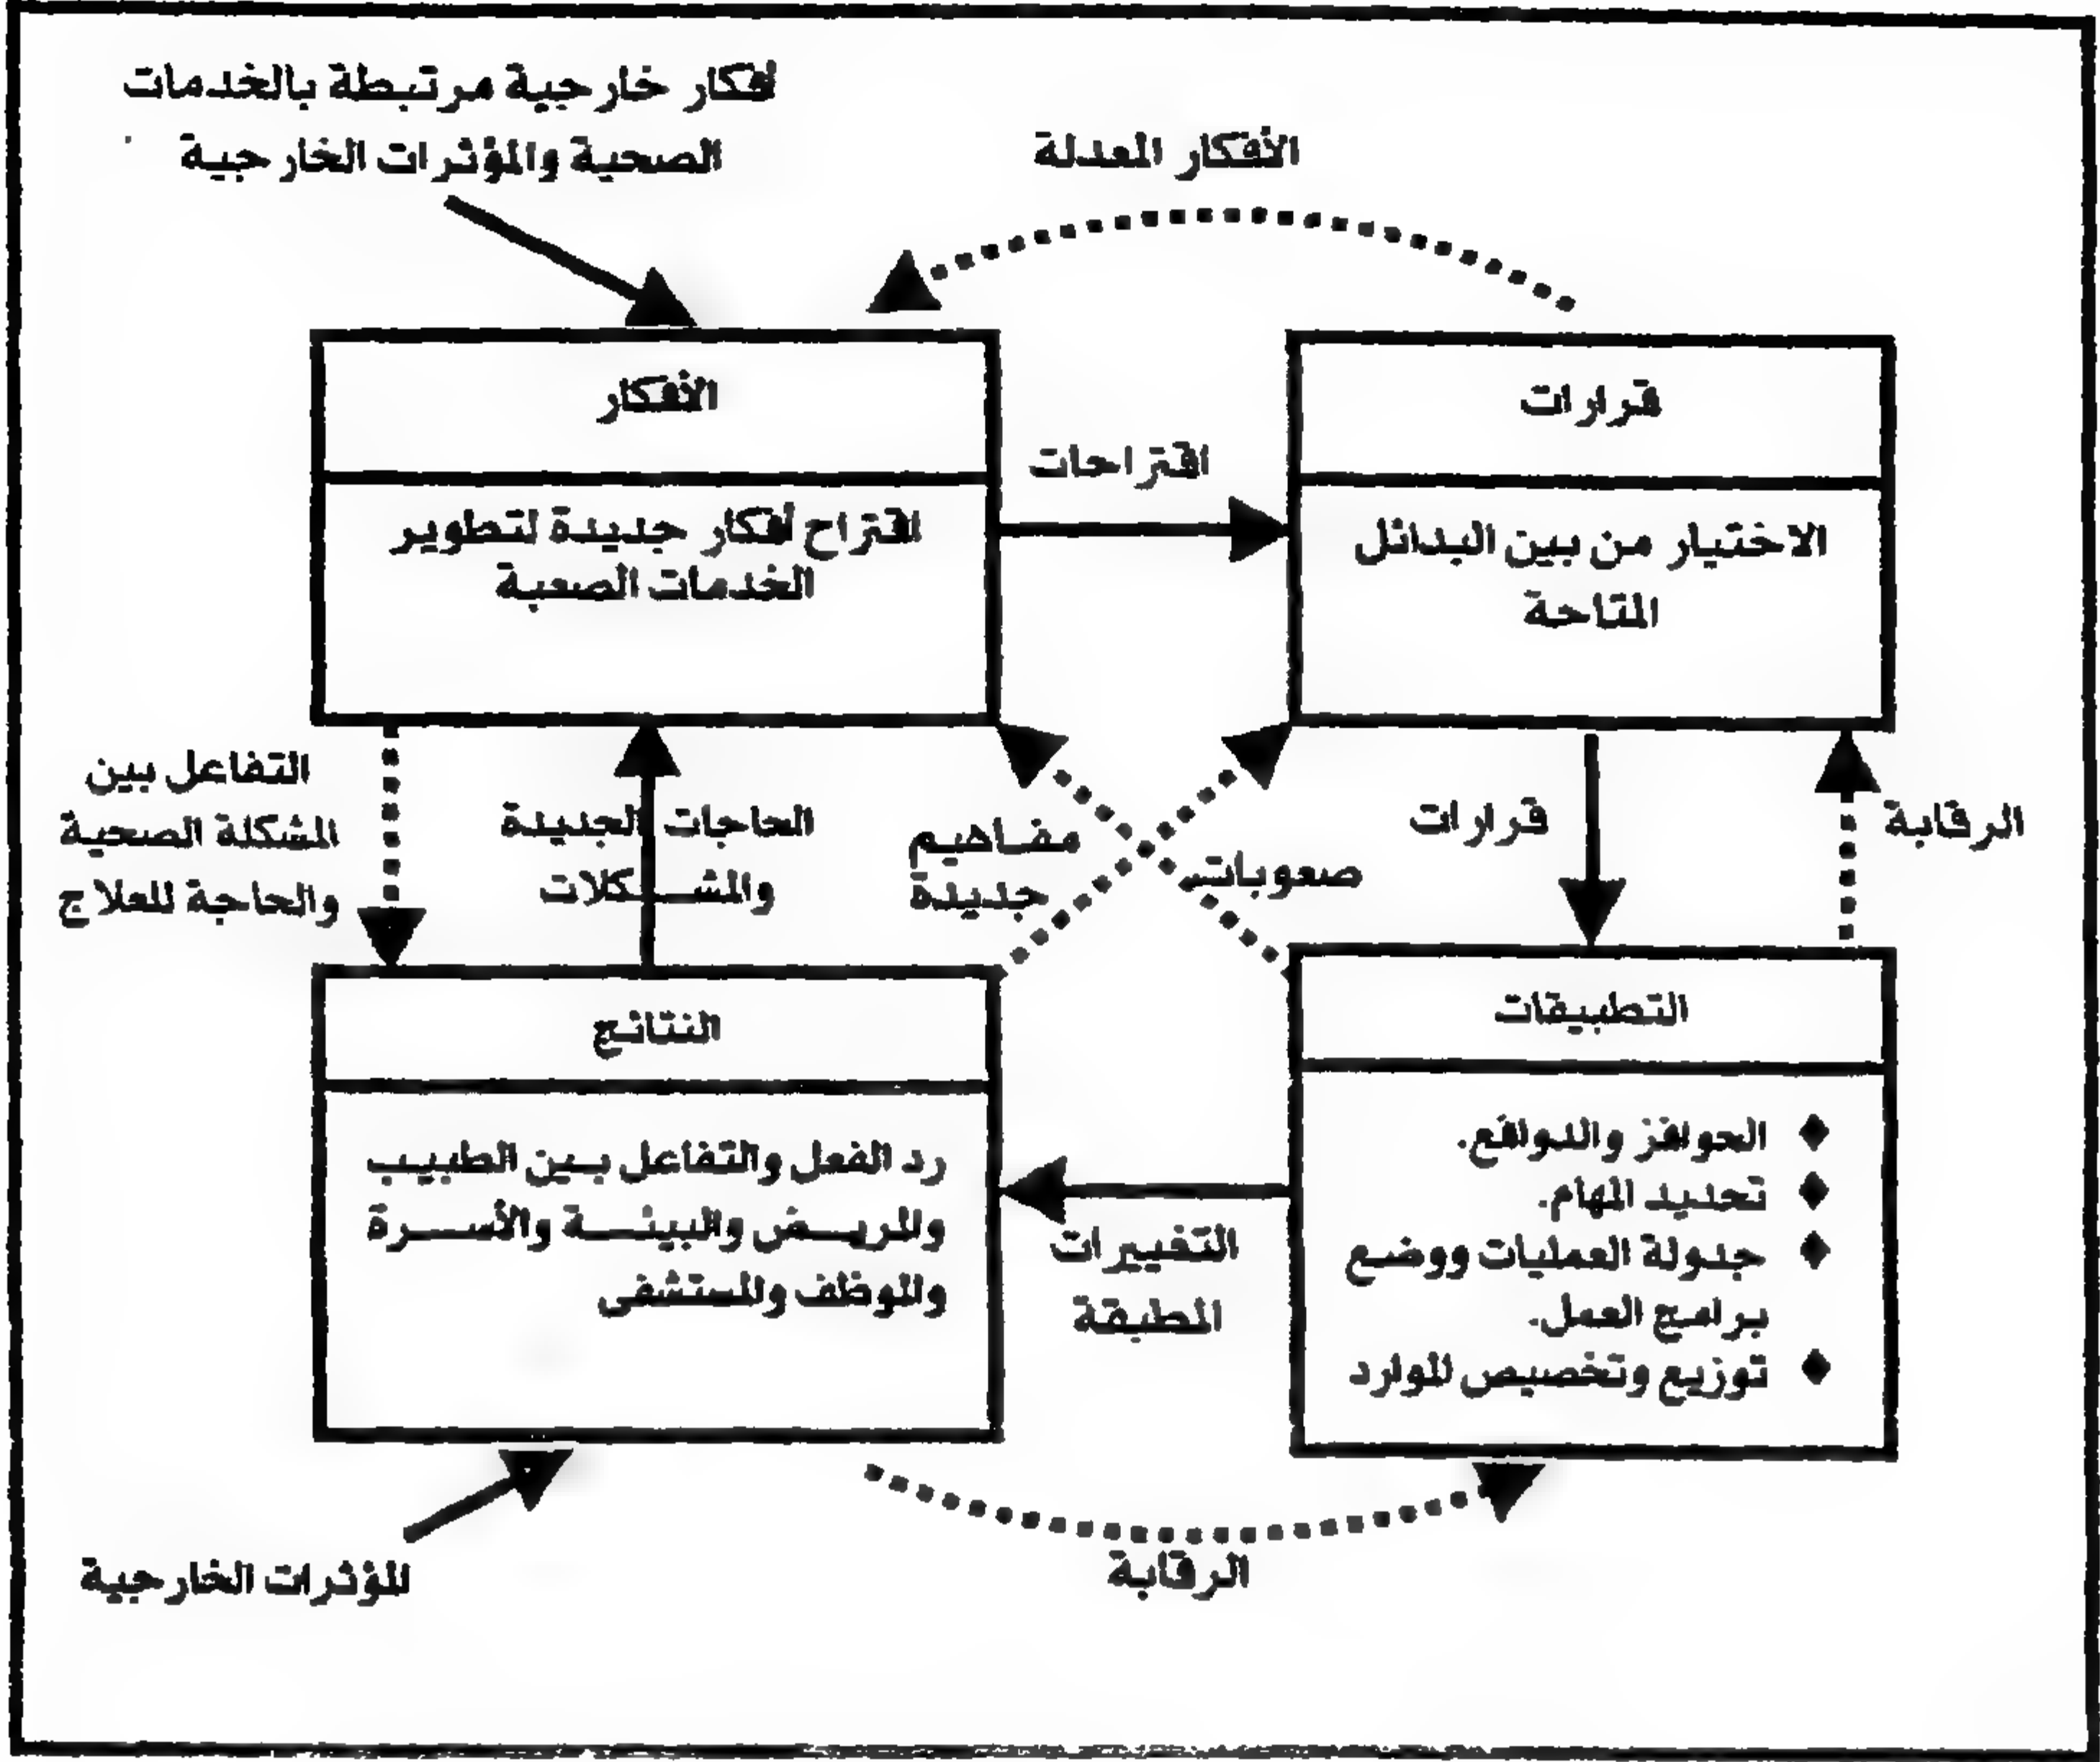 أفكار خارجية مرتبطة بالخدمات
الصحية والمؤثرات الخارجية
الأفكار المعدلة
قرارات
الاختيار من بين البدائل
المتاحة
اقتراحات
الأفكار
اقتراح أفكار جديدة لتطوير
الخدمات الصحية
الرقابة
قرارات
صعوبات
مفاهيم
جديدة
الحاجات الجديدة
والمشـكلات
التفاعل بين
المشكلة الصحية
والحاجة للعلاج
التطبيقات
♦ الحوافز والدوافع.
♦ تحديد المهام.
♦ جدولة العمليات ووضع
برامج العمل.
♦ توزيع وتخصيص الموارد
التغييرات
المطبقة
النتائج
رد الفعل والتفاعل بين الطبيب
والمريض والبيئة والأسرة
والموظف والمستشفى
الرقابة
المؤثرات الخارجية